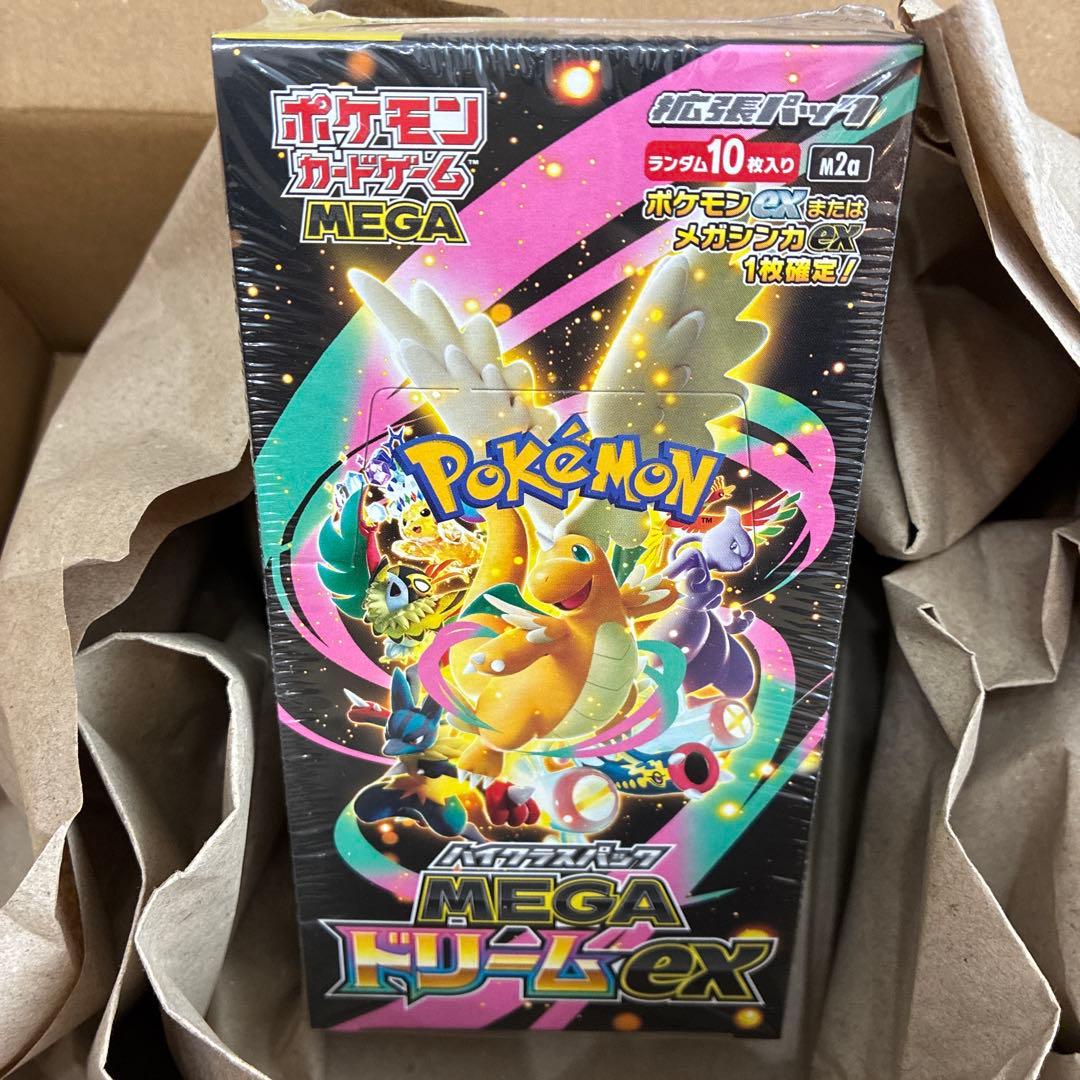 ポケモン
カードゲーム™
MEGA
拡張パック
ランダム10枚入り
M2a
ポケモンexまたは
メガシンカex
1枚確定!
POKéMON™
ハイクラスパック
MEGA
ドリームex